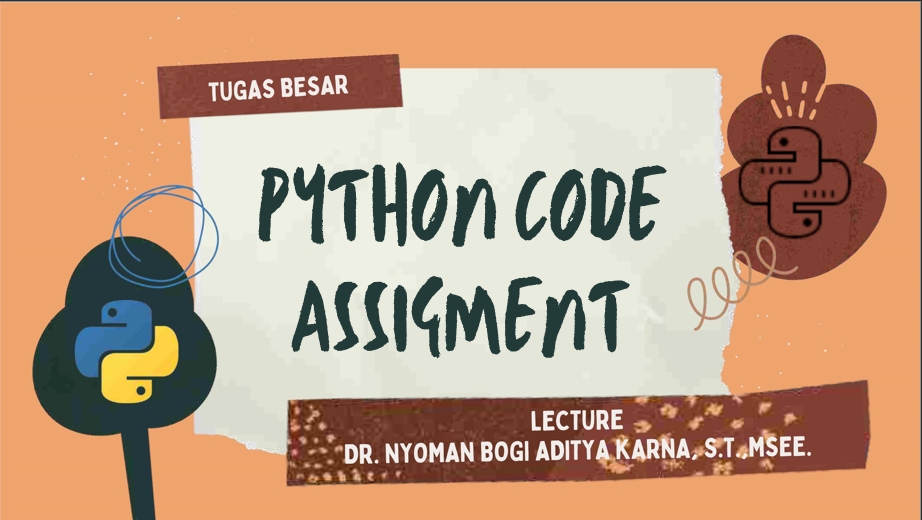 TUGAS BESAR
PYTHON CODE
ASSIGMENT
LECTURE
DR. NYOMAN BOGI ADITYA KARNA, S.T.,MSEE.